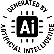 GENERATED BY
AI
ARTIFICIAL INTELLIGENCE